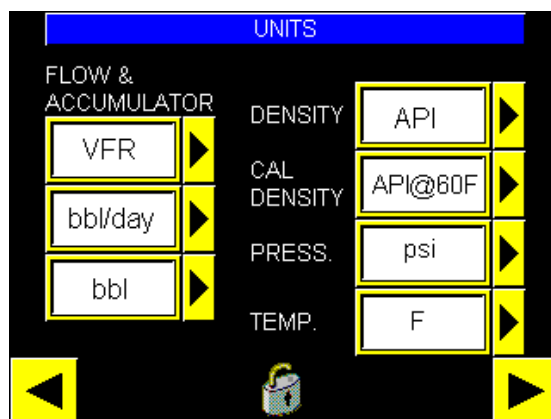 UNITS
FLOW &
ACCUMULATOR
VFR
bbl/day
bbl
DENSITY
API
CAL
DENSITY
API@60F
PRESS.
psi
TEMP.
F